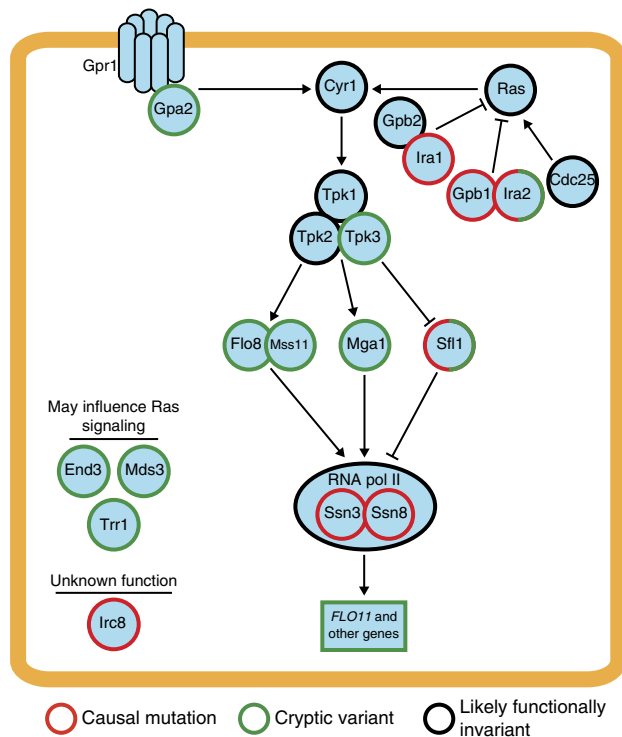 Gpr1
Gpa2
Cyr1
Ras
Gpb2
Ira1
Gpb1
Ira2
Cdc25
Tpk1
Tpk2
Tpk3
Flo8
Mss11
Mga1
Sfl1
May influence Ras
signaling
End3
Mds3
Trr1
RNA pol II
Ssn3
Ssn8
Unknown function
Irc8
FLO11 and
other genes
Causal mutation
Cryptic variant
Likely functionally
invariant